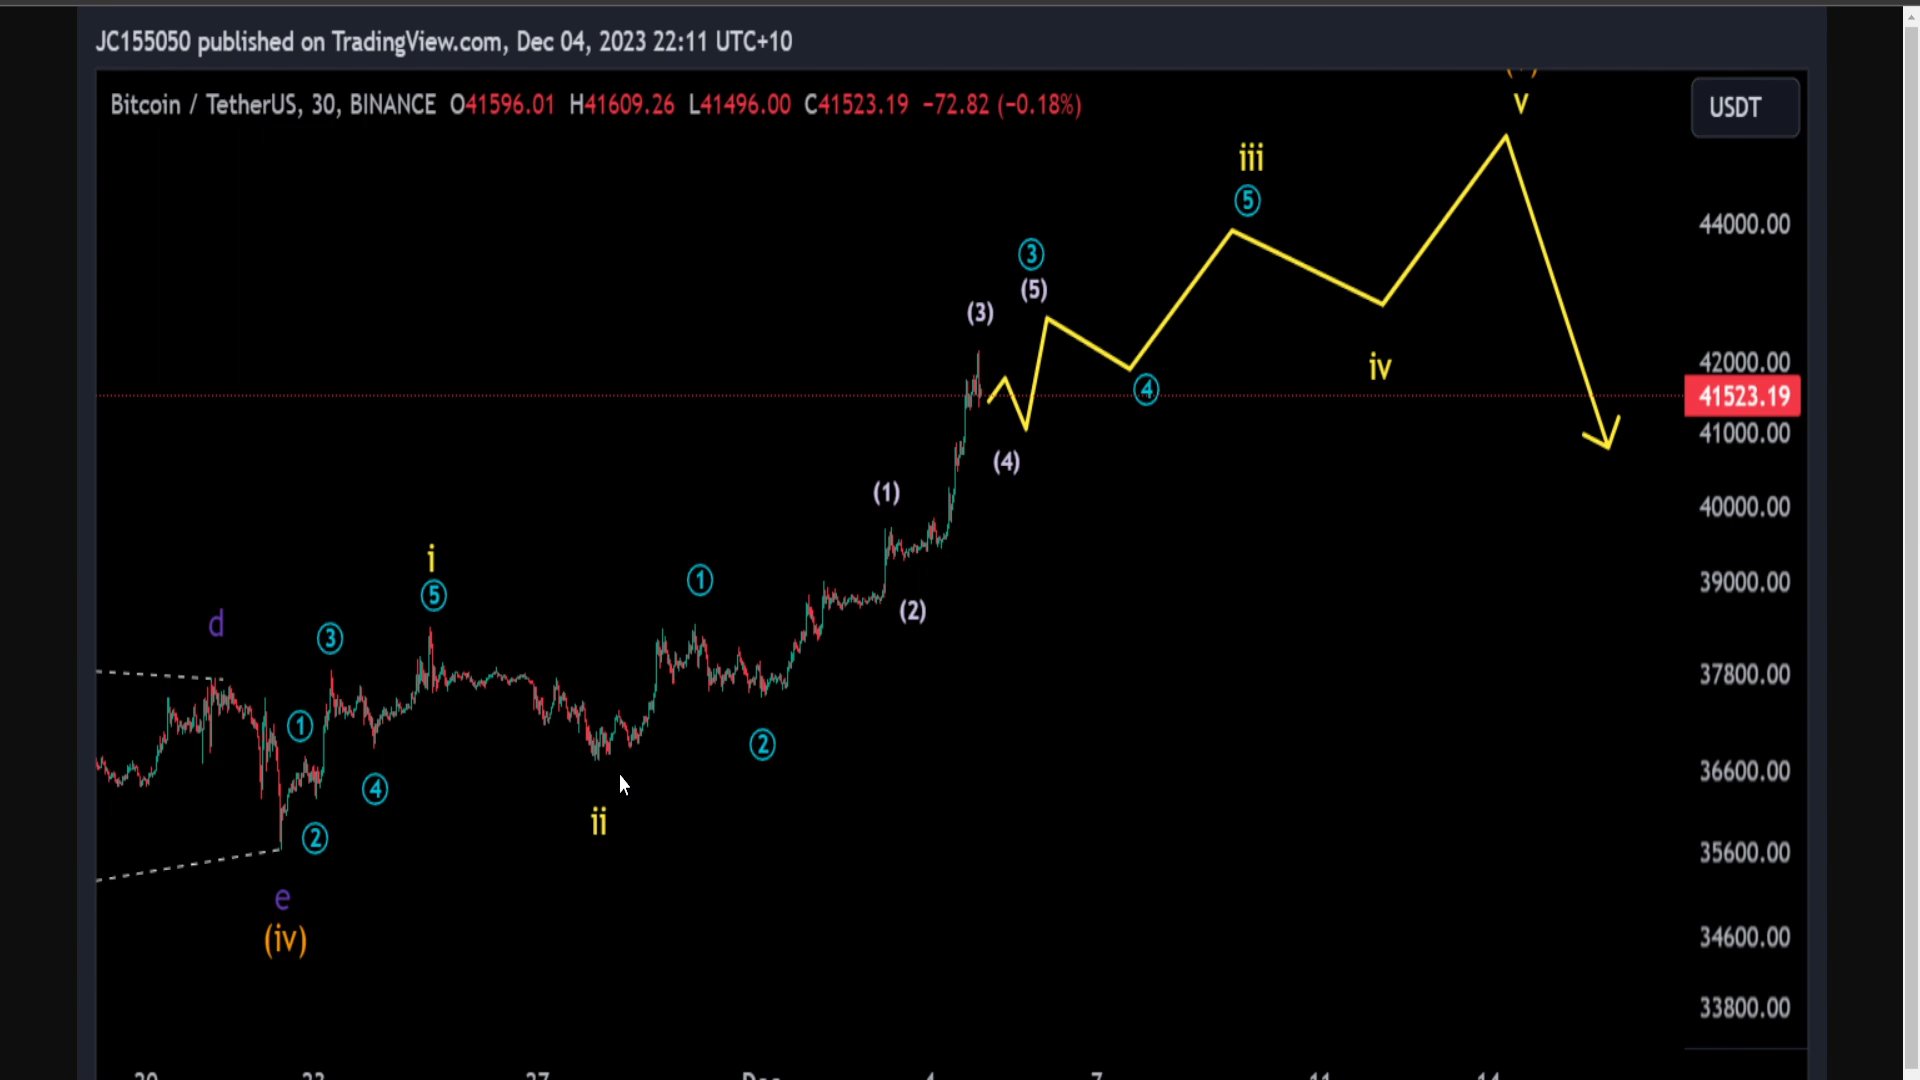 JC155050 published on TradingView.com, Dec 04, 2023 22:11 UTC+10
Bitcoin / TetherUS, 30, BINANCE O41596.01 H41609.26 L41496.00 C41523.19 −72.82 (−0.18%)
USDT
v
iii
5
44000.00
3
(5)
(3)
42000.00
iv
4
41523.19
41000.00
(4)
(1)
40000.00
i
5
1
39000.00
(2)
d
3
37800.00
1
2
36600.00
4
ii
2
35600.00
e
(iv)
34600.00
33800.00